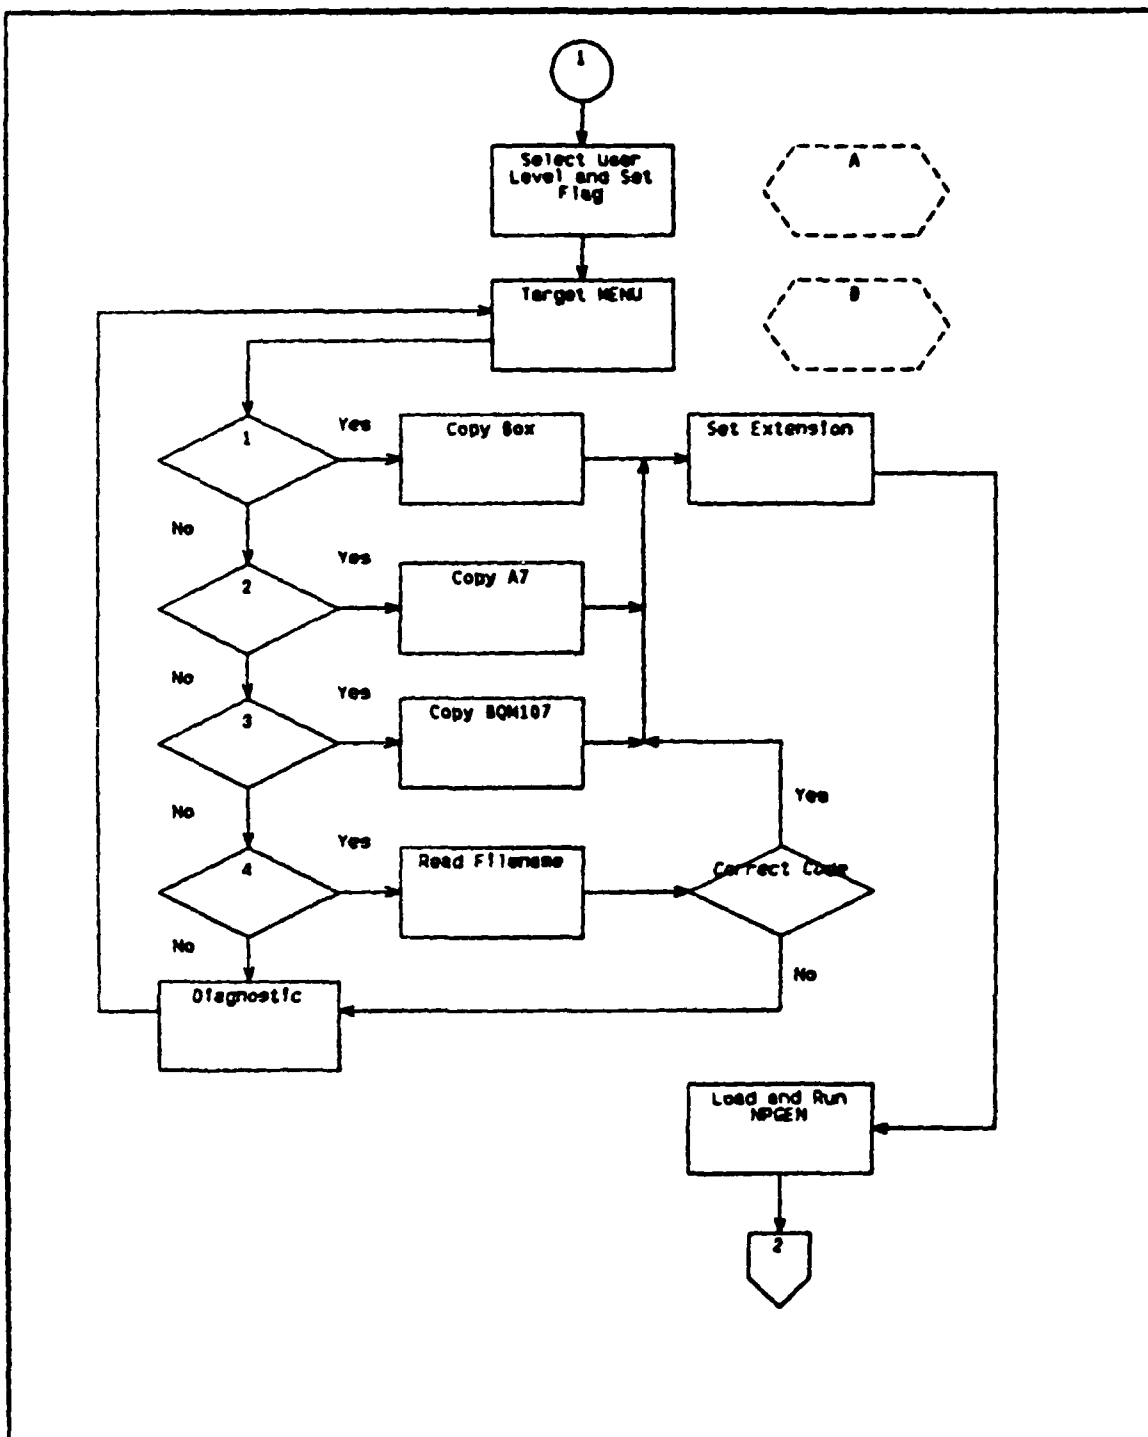 1
Select User
Level and Set
Flag
A
Target MENU
B
1
Yes
Copy Box
Set Extension
No
2
Yes
Copy A7
No
3
Yes
Copy BQM107
No
Yes
4
Yes
Read Filename
Correct Code
No
No
Diagnostic
Load and Run
NPGEN
2